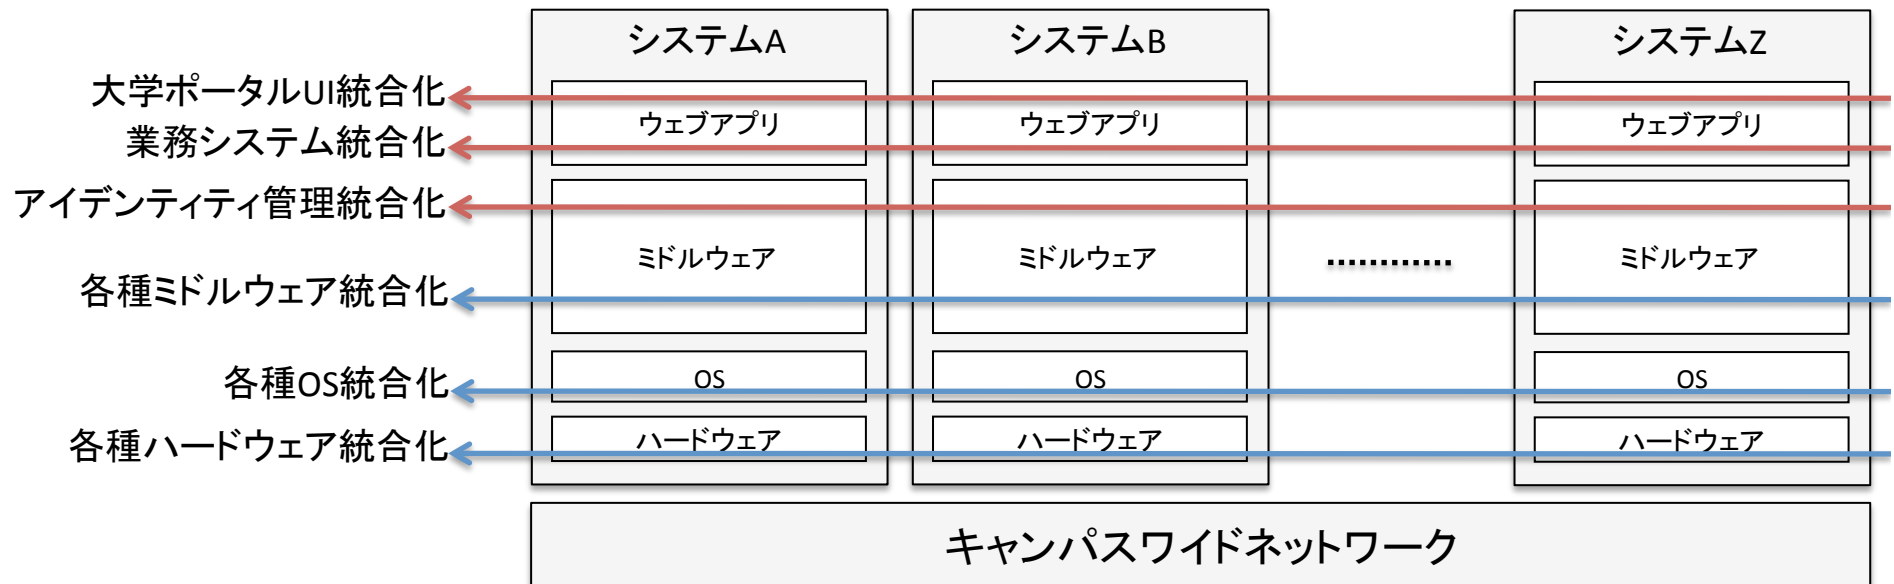 システムA
システムB
システムZ
大学ポータルUI統合化
業務システム統合化
アイデンティティ管理統合化
各種ミドルウェア統合化
各種OS統合化
各種ハードウェア統合化
ウェブアプリ
ウェブアプリ
ウェブアプリ
ミドルウェア
ミドルウェア
............
ミドルウェア
OS
OS
OS
ハードウェア
ハードウェア
ハードウェア
キャンパスワイドネットワーク